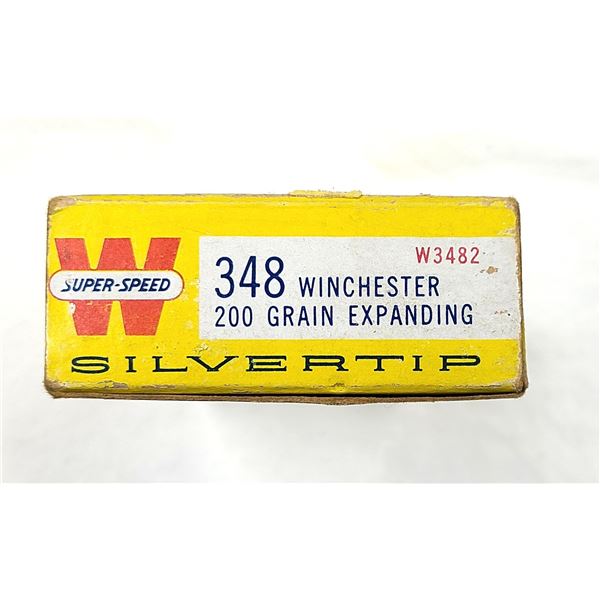 W
SUPER-SPEED
W3482
348 WINCHESTER
200 GRAIN EXPANDING
SILVERTIP